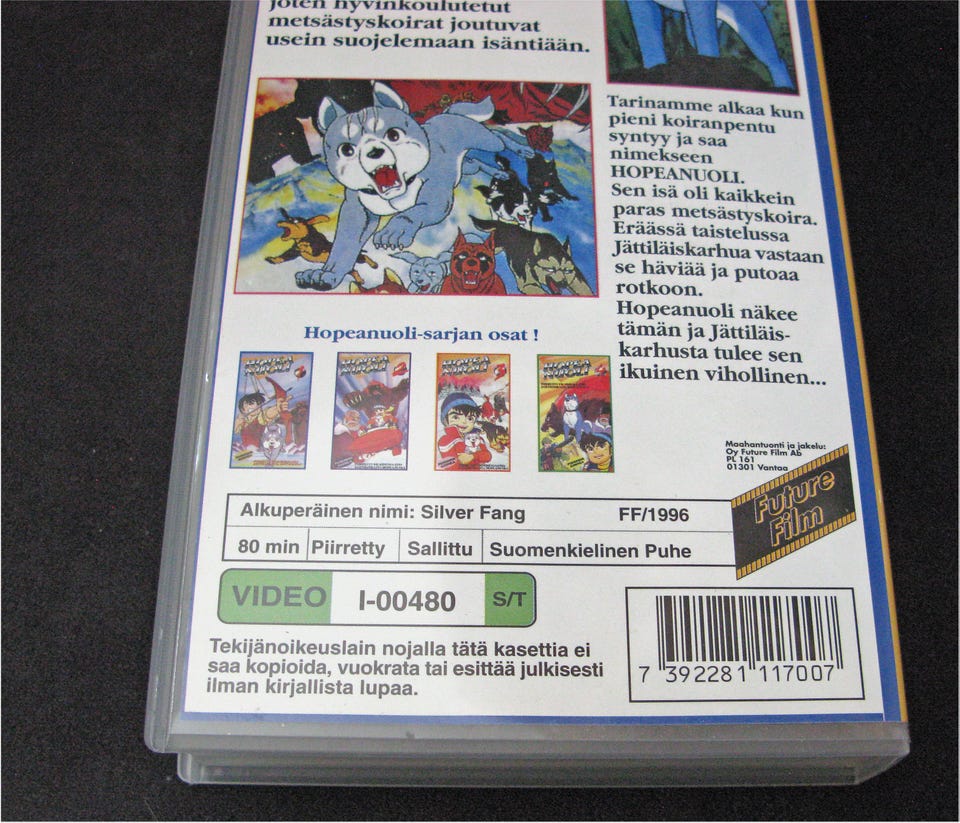 joten hyvinkoulutetut
metsästyskoirat joutuvat
usein suojelemaan isäntiään.
Tarinamme alkaa kun
pieni koiranpentu
syntyy ja saa
nimekseen
HOPEANUOLI.
Sen isä oli kaikkein
paras metsästyskoira.
Eräässä taistelussa
Jättiläiskarhua vastaan
se häviää ja putoaa
rotkoon.
Hopeanuoli näkee
tämän ja Jättiläis-
karhusta tulee sen
ikuinen vihollinen...
Hopeanuoli-sarjan osat !
Maahantuonti ja jakelu:
Oy Future Film Ab
PL 161
01301 Vantaa
Future
Film
Alkuperäinen nimi: Silver Fang FF/1996
80 min Piirretty Sallittu Suomenkielinen Puhe
VIDEO I-00480 S/T
Tekijänoikeuslain nojalla tätä kasettia ei
saa kopioida, vuokrata tai esittää julkisesti
ilman kirjallista lupaa.
7 392281 117007